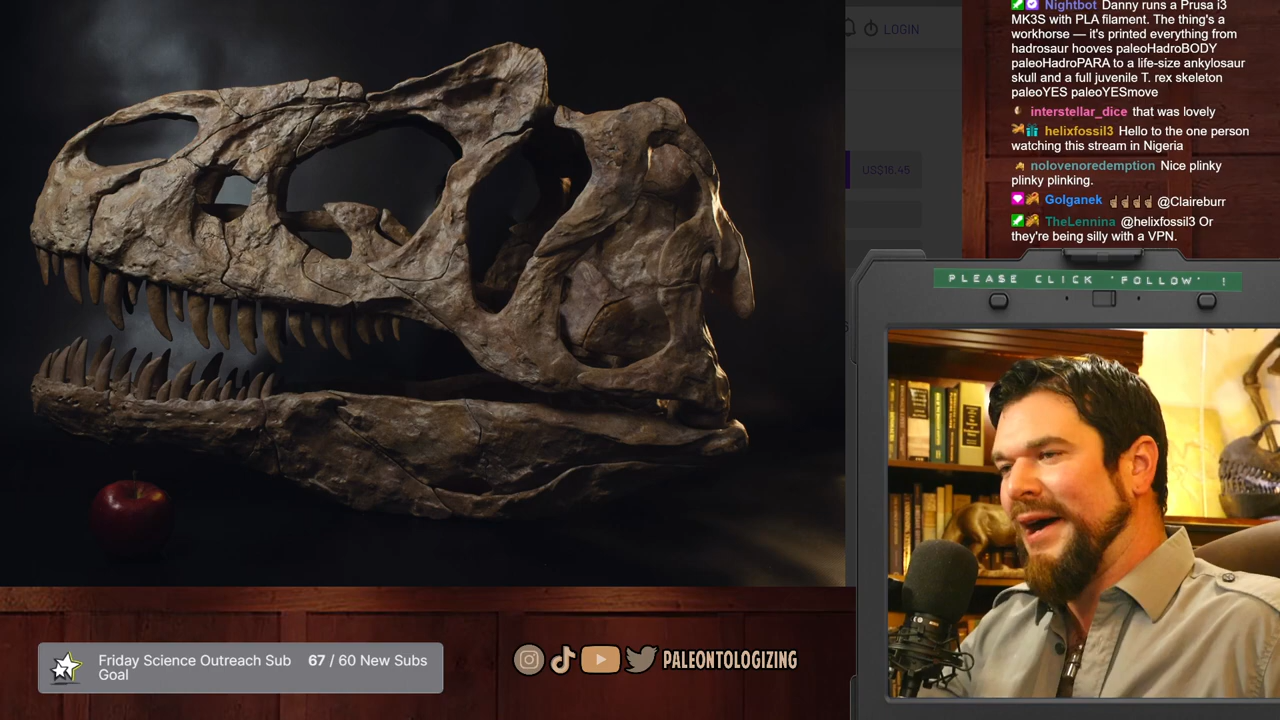 LOGIN
US$16.45
Nightbot Danny runs a Prusa i3
MK3S with PLA filament. The thing's a
workhorse — it's printed everything from
hadrosaur hooves paleoHadroBODY
paleoHadroPARA to a life-size ankylosaur
skull and a full juvenile T. rex skeleton
paleoYES paleoYESmove
interstellar_dice that was lovely
helixfossil3 Hello to the one person
watching this stream in Nigeria
nolovenoredemption Nice plinky
plinky plinking.
Golganek ☝☝☝☝ @Claireburr
TheLennina @helixfossil3 Or
they're being silly with a VPN.
PLEASE CLICK 'FOLLOW' !
Friday Science Outreach Sub
Goal
67 / 60 New Subs
PALEONTOLOGIZING